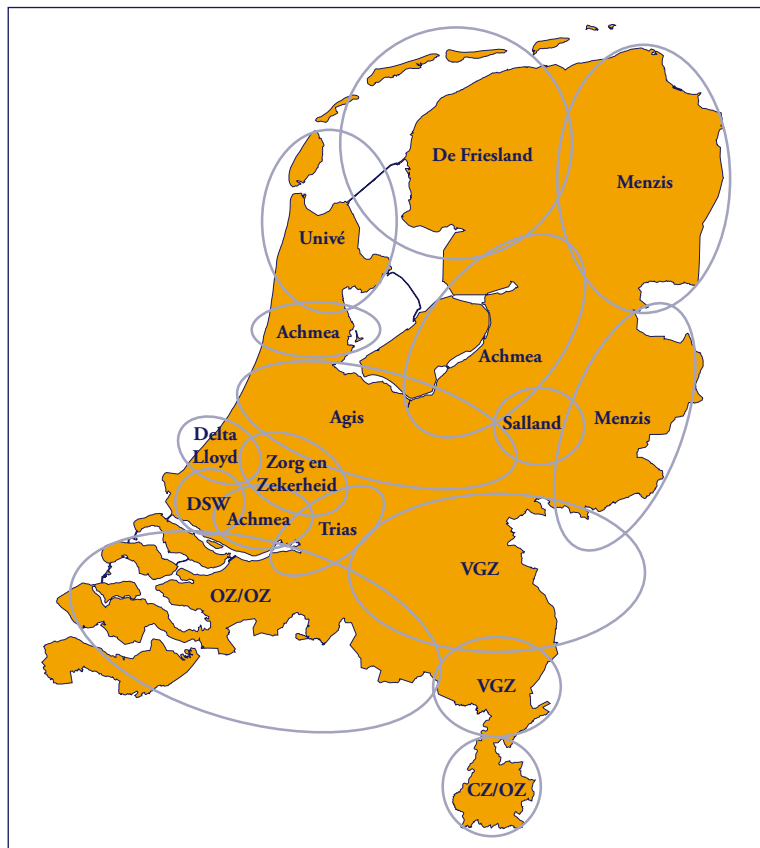 De Friesland
Menzis
Univé
Achmea
Achmea
Agis
Salland
Menzis
Delta
Lloyd
Zorg en
Zekerheid
DSW
Achmea
Trias
VGZ
OZ/OZ
VGZ
CZ/OZ